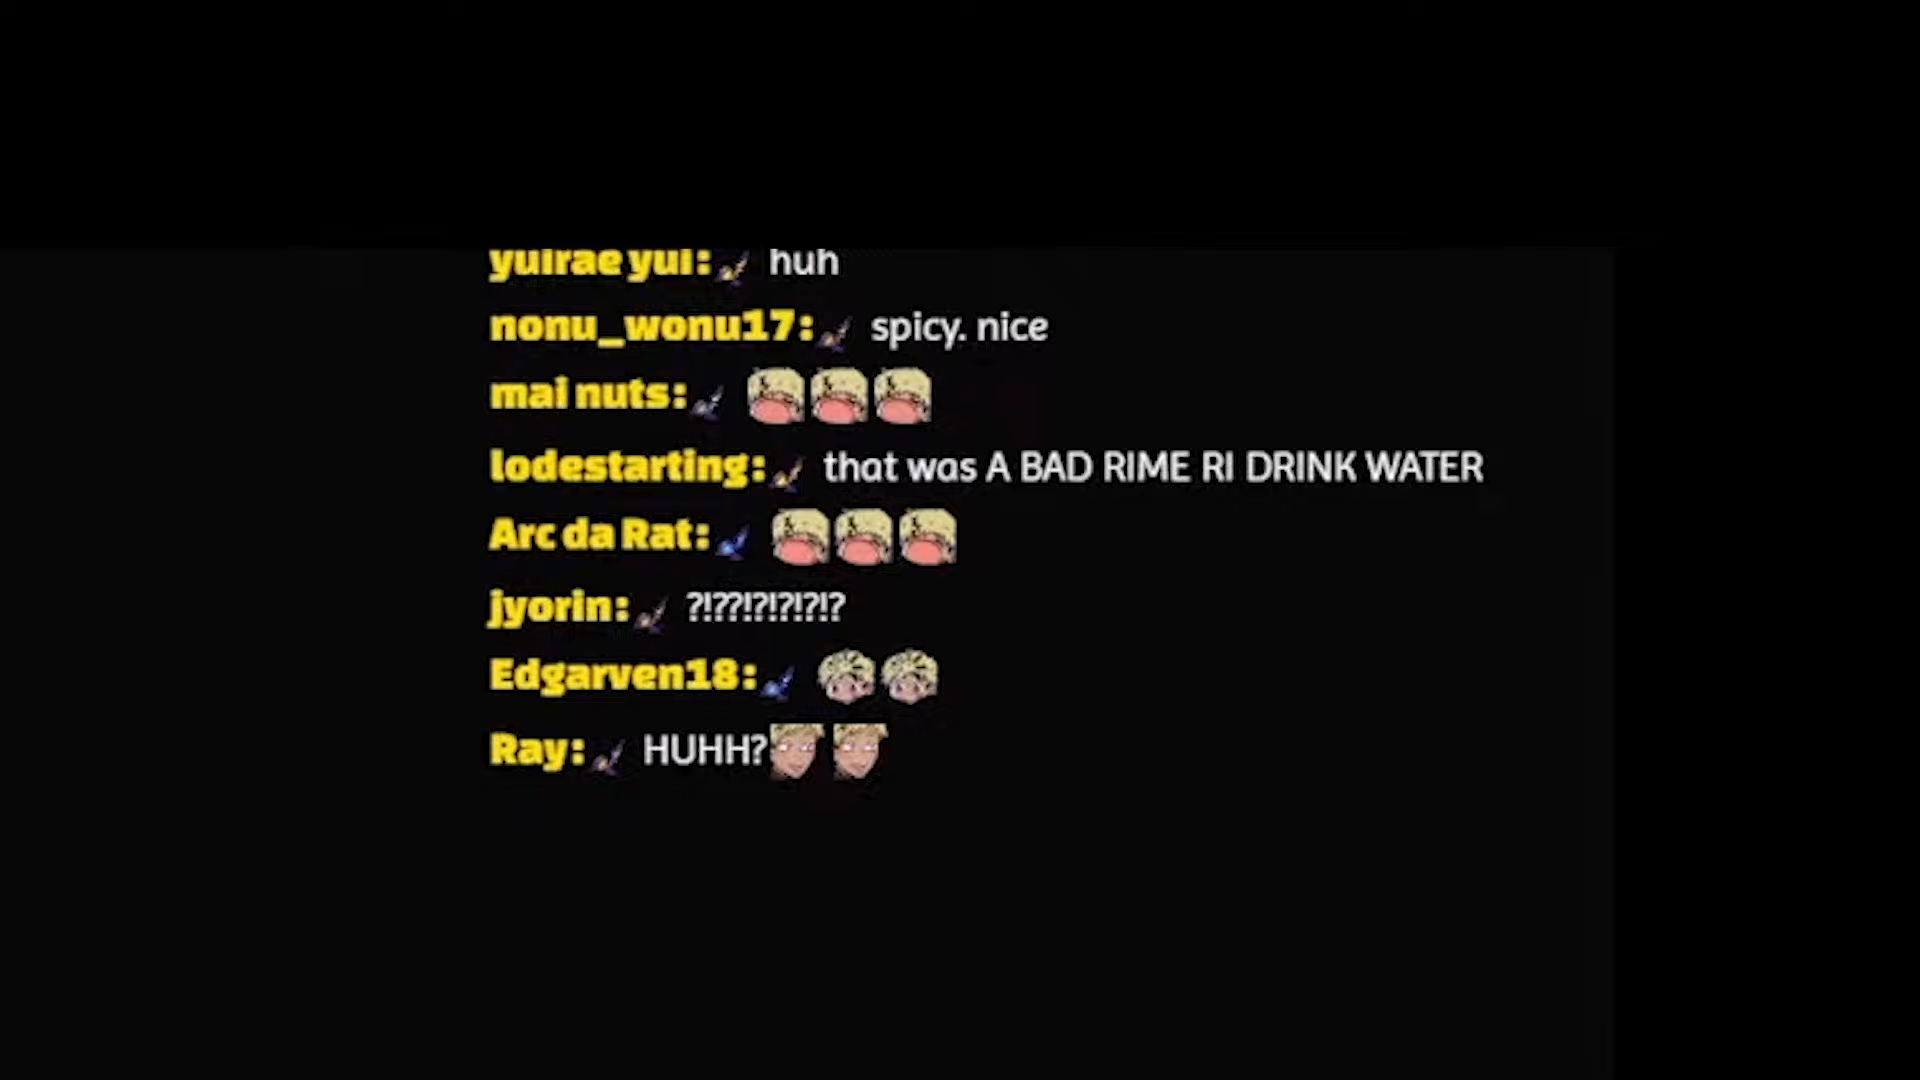 yuirae yui: huh
nonu_wonu17: spicy. nice
mai nuts:
lodestarting: that was A BAD RIME RI DRINK WATER
Arc da Rat:
jyorin: ?!??!?!?!?!?
Edgarven18:
Ray: HUHH?